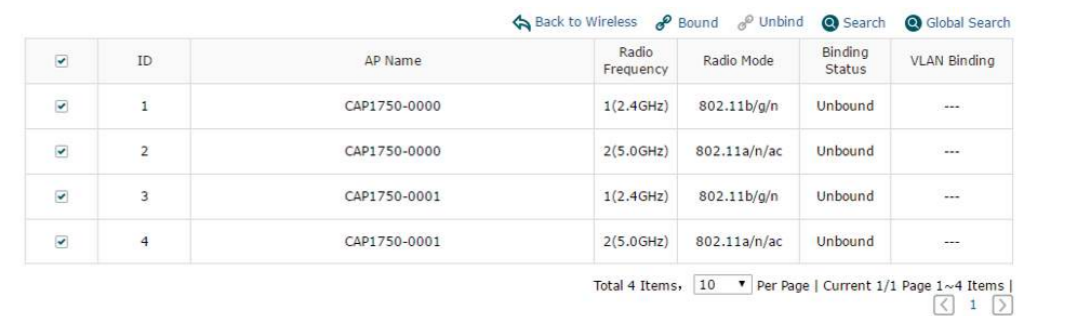 Back to Wireless Bound Unbind Search Global Search
ID AP Name Radio Frequency Radio Mode Binding Status VLAN Binding
1 CAP1750-0000 1(2.4GHz) 802.11b/g/n Unbound ---
2 CAP1750-0000 2(5.0GHz) 802.11a/n/ac Unbound ---
3 CAP1750-0001 1(2.4GHz) 802.11b/g/n Unbound ---
4 CAP1750-0001 2(5.0GHz) 802.11a/n/ac Unbound ---
Total 4 Items, 10 Per Page | Current 1/1 Page 1~4 Items |
1